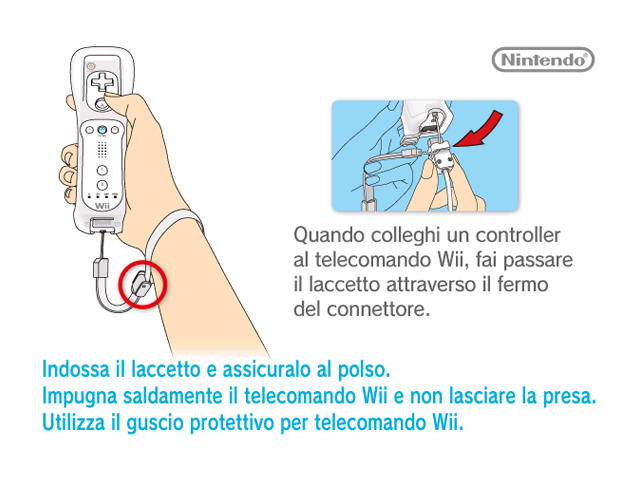 Nintendo®
Wii
Quando colleghi un controller
al telecomando Wii, fai passare
il laccetto attraverso il fermo
del connettore.
Indossa il laccetto e assicuralo al polso.
Impugna saldamente il telecomando Wii e non lasciare la presa.
Utilizza il guscio protettivo per telecomando Wii.